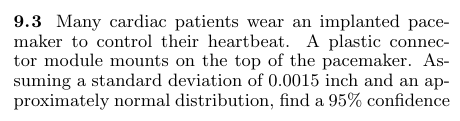 9.3 Many cardiac patients wear an implanted pace-
maker to control their heartbeat. A plastic connec-
tor module mounts on the top of the pacemaker. As-
suming a standard deviation of 0.0015 inch and an ap-
proximately normal distribution, find a 95% confidence